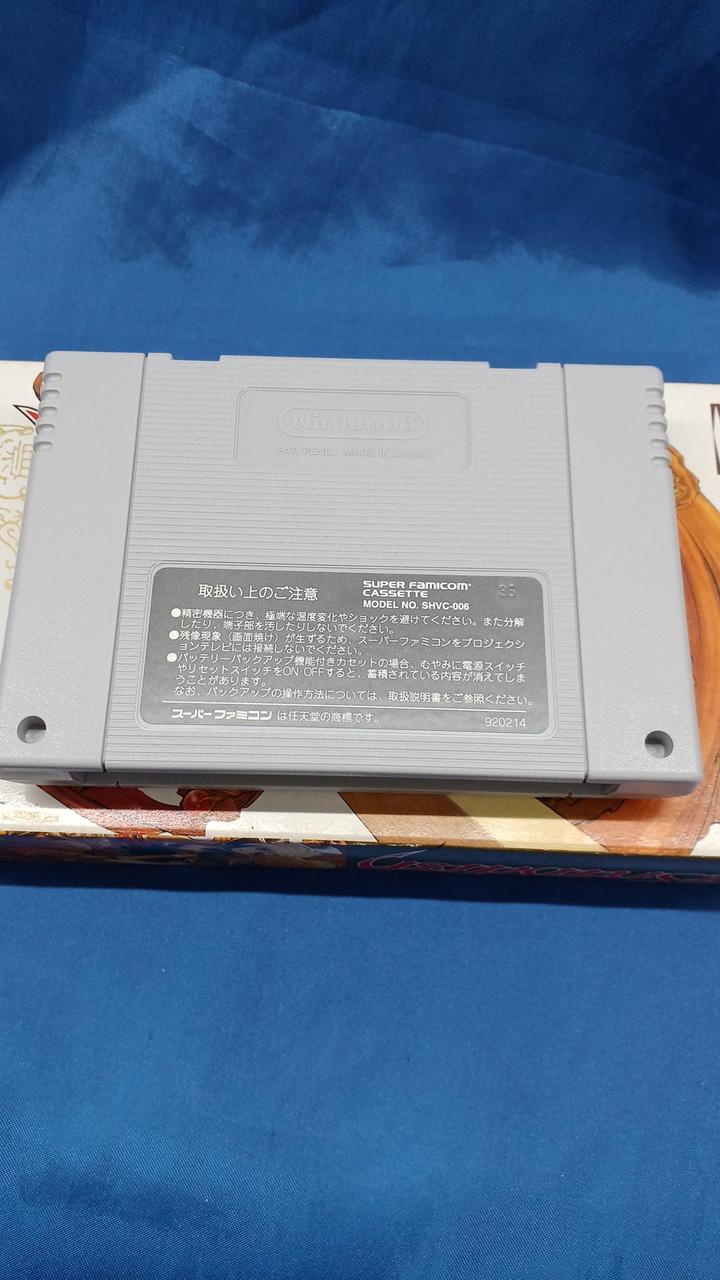 Nintendo
PAT. PEND. MADE IN JAPAN
取扱い上のご注意
SUPER FAMICOM
CASSETTE
MODEL NO. SHVC-006
●精密機器につき、極端な温度変化やショックを避けてください。また分解
したり、端子部を汚したりしないでください。
●残像現象(画面焼け)が生ずるため、スーパーファミコンをプロジェクシ
ョンテレビには接続しないでください。
●バッテリーバックアップ機能付きカセットの場合、むやみに電源スイッチ
やリセットスイッチをON・OFFすると、蓄積されている内容が消えてしま
うことがあります。
なお、バックアップの操作方法については、取扱説明書をご参照ください。
スーパーファミコン は任天堂の商標です。
920214